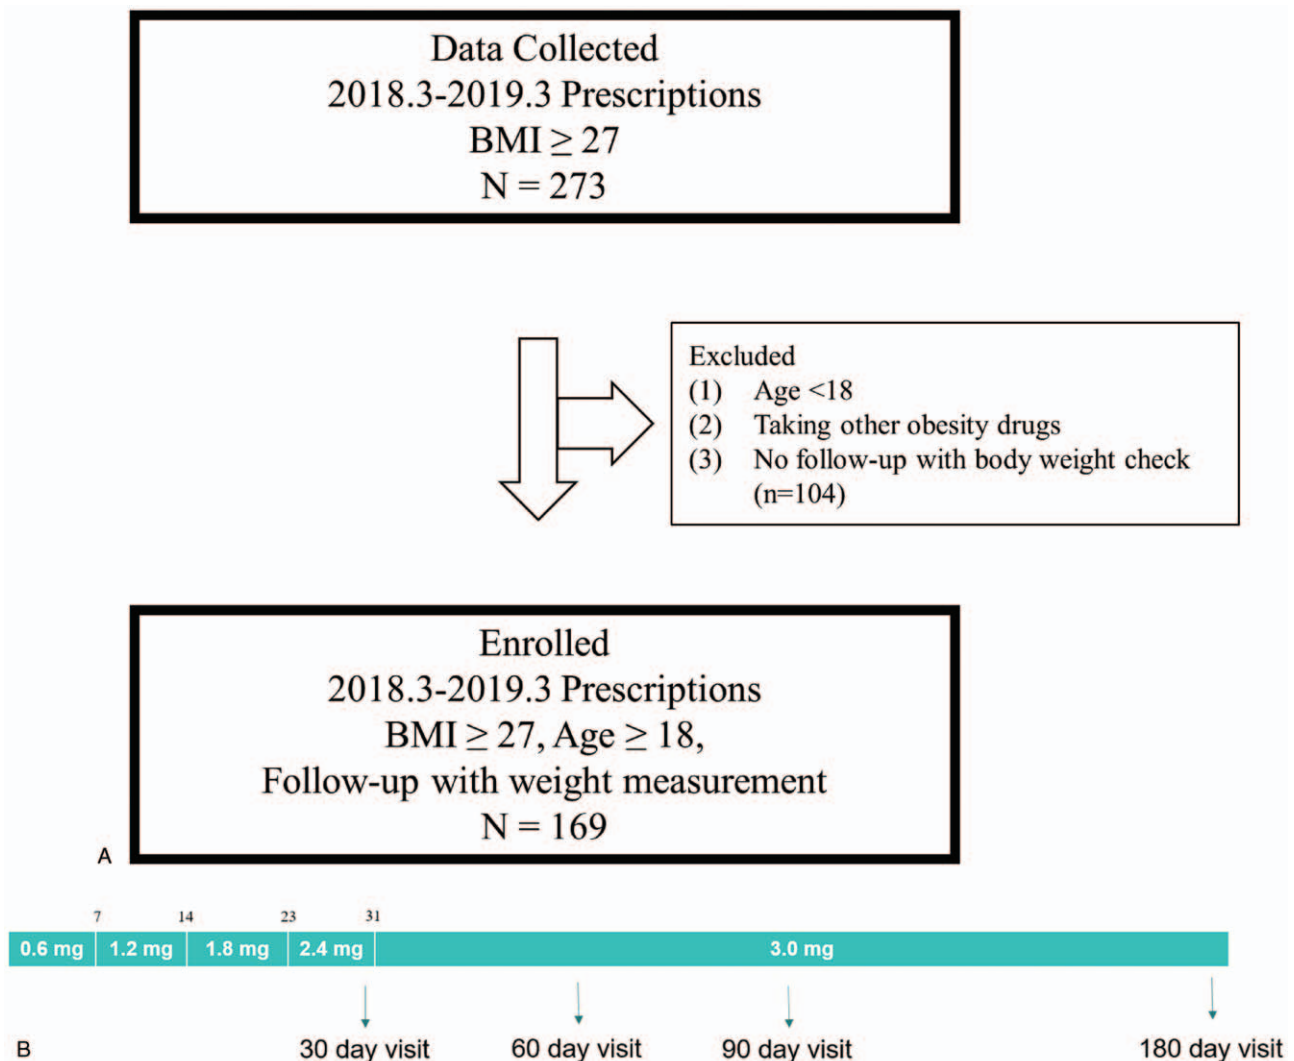 Data Collected
2018.3-2019.3 Prescriptions
BMI ≥ 27
N = 273
Excluded
(1) Age <18
(2) Taking other obesity drugs
(3) No follow-up with body weight check
(n=104)
Enrolled
2018.3-2019.3 Prescriptions
BMI ≥ 27, Age ≥ 18,
Follow-up with weight measurement
N = 169
A
7 14 23 31
0.6 mg 1.2 mg 1.8 mg 2.4 mg 3.0 mg
B 30 day visit 60 day visit 90 day visit 180 day visit